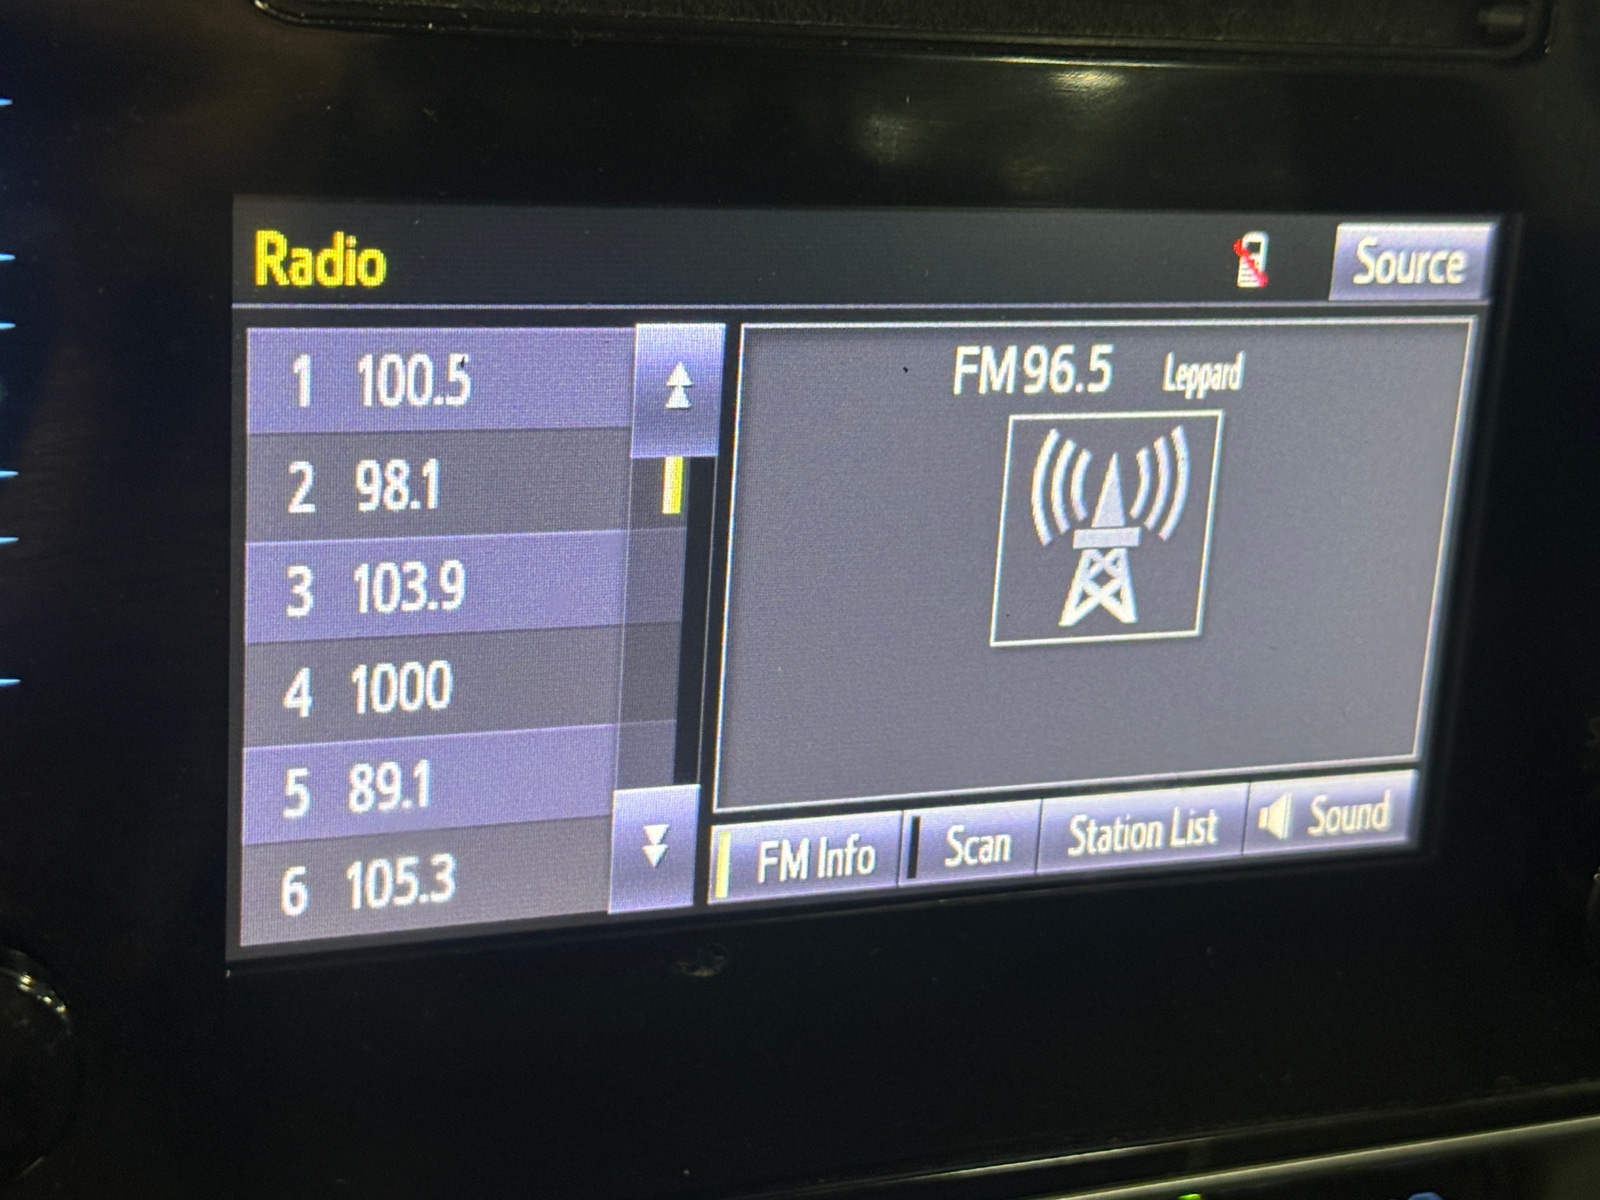 Radio
Source
1 100.5
2 98.1
3 103.9
4 1000
5 89.1
6 105.3
FM 96.5 Leppard
FM Info
Scan
Station List
Sound